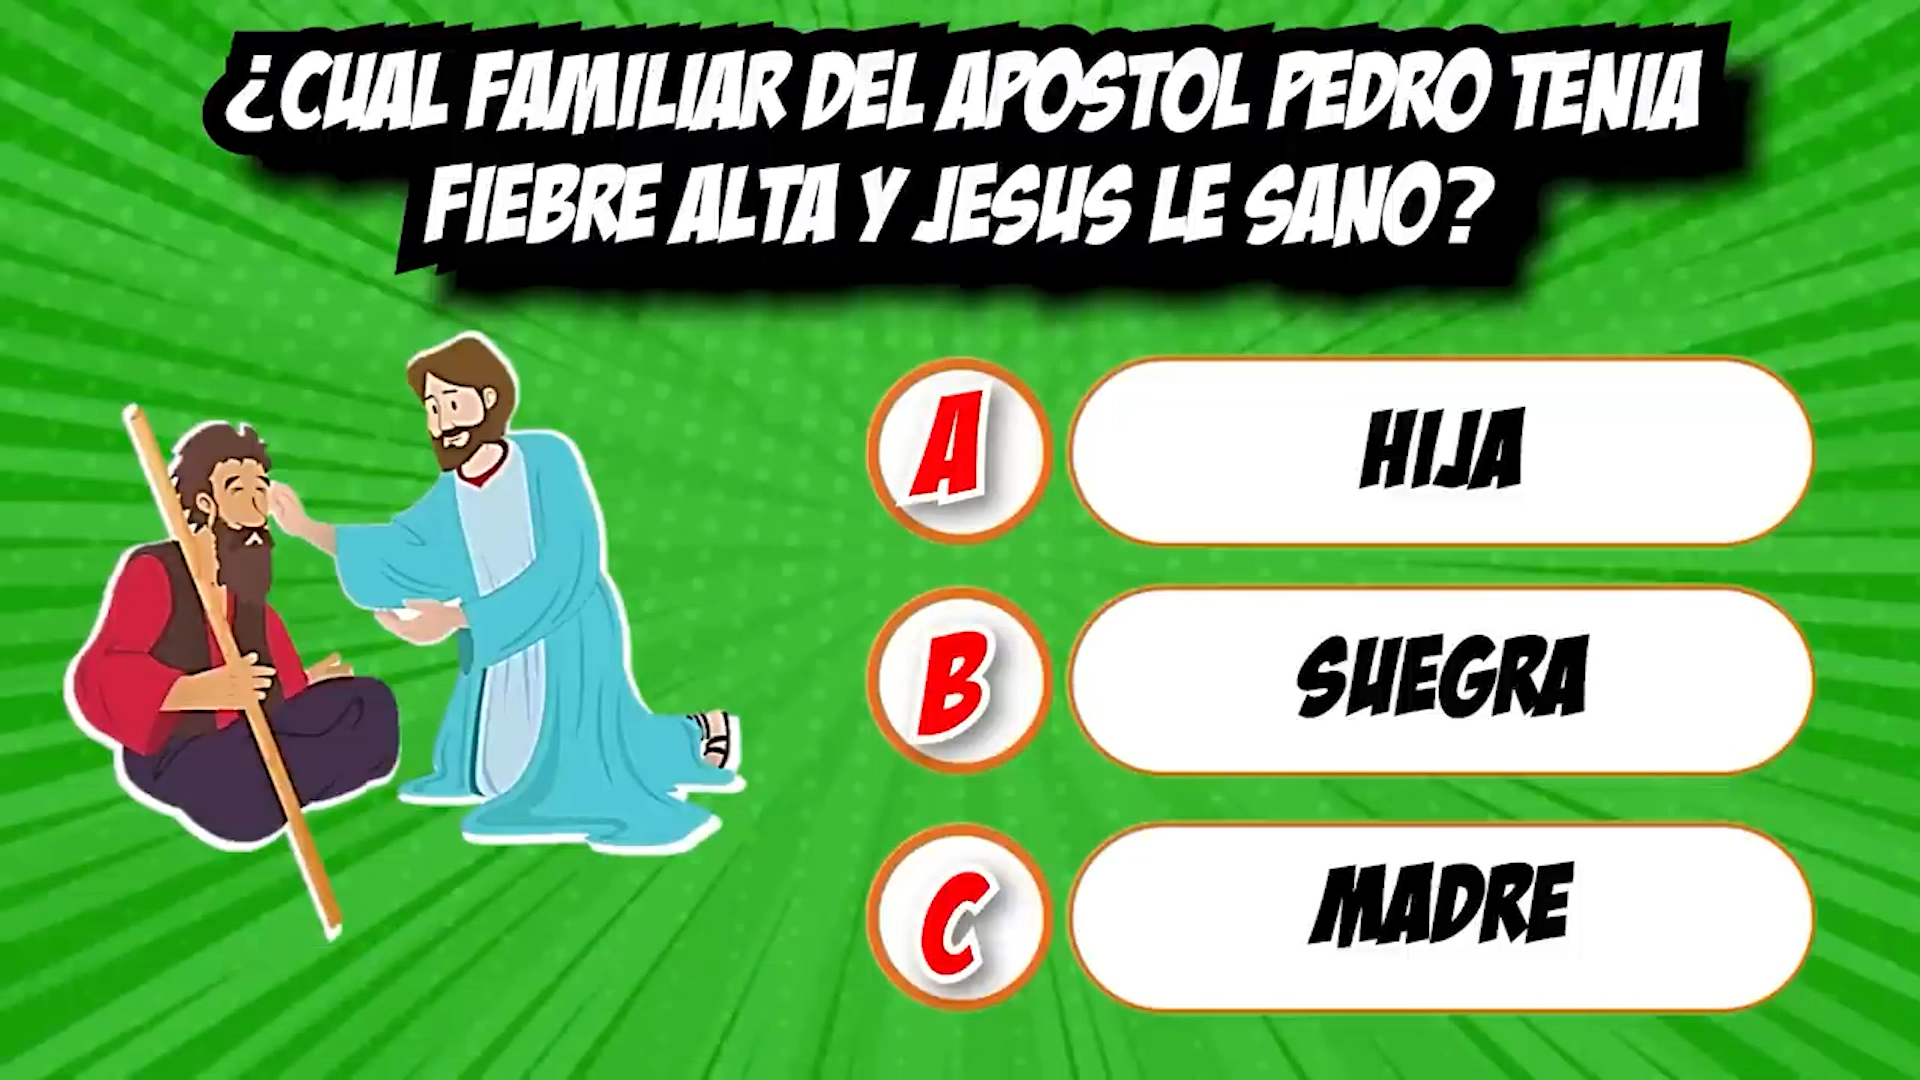 ¿CUAL FAMILIAR DEL APOSTOL PEDRO TENIA
FIEBRE ALTA Y JESUS LE SANO?
A HIJA
B SUEGRA
C MADRE